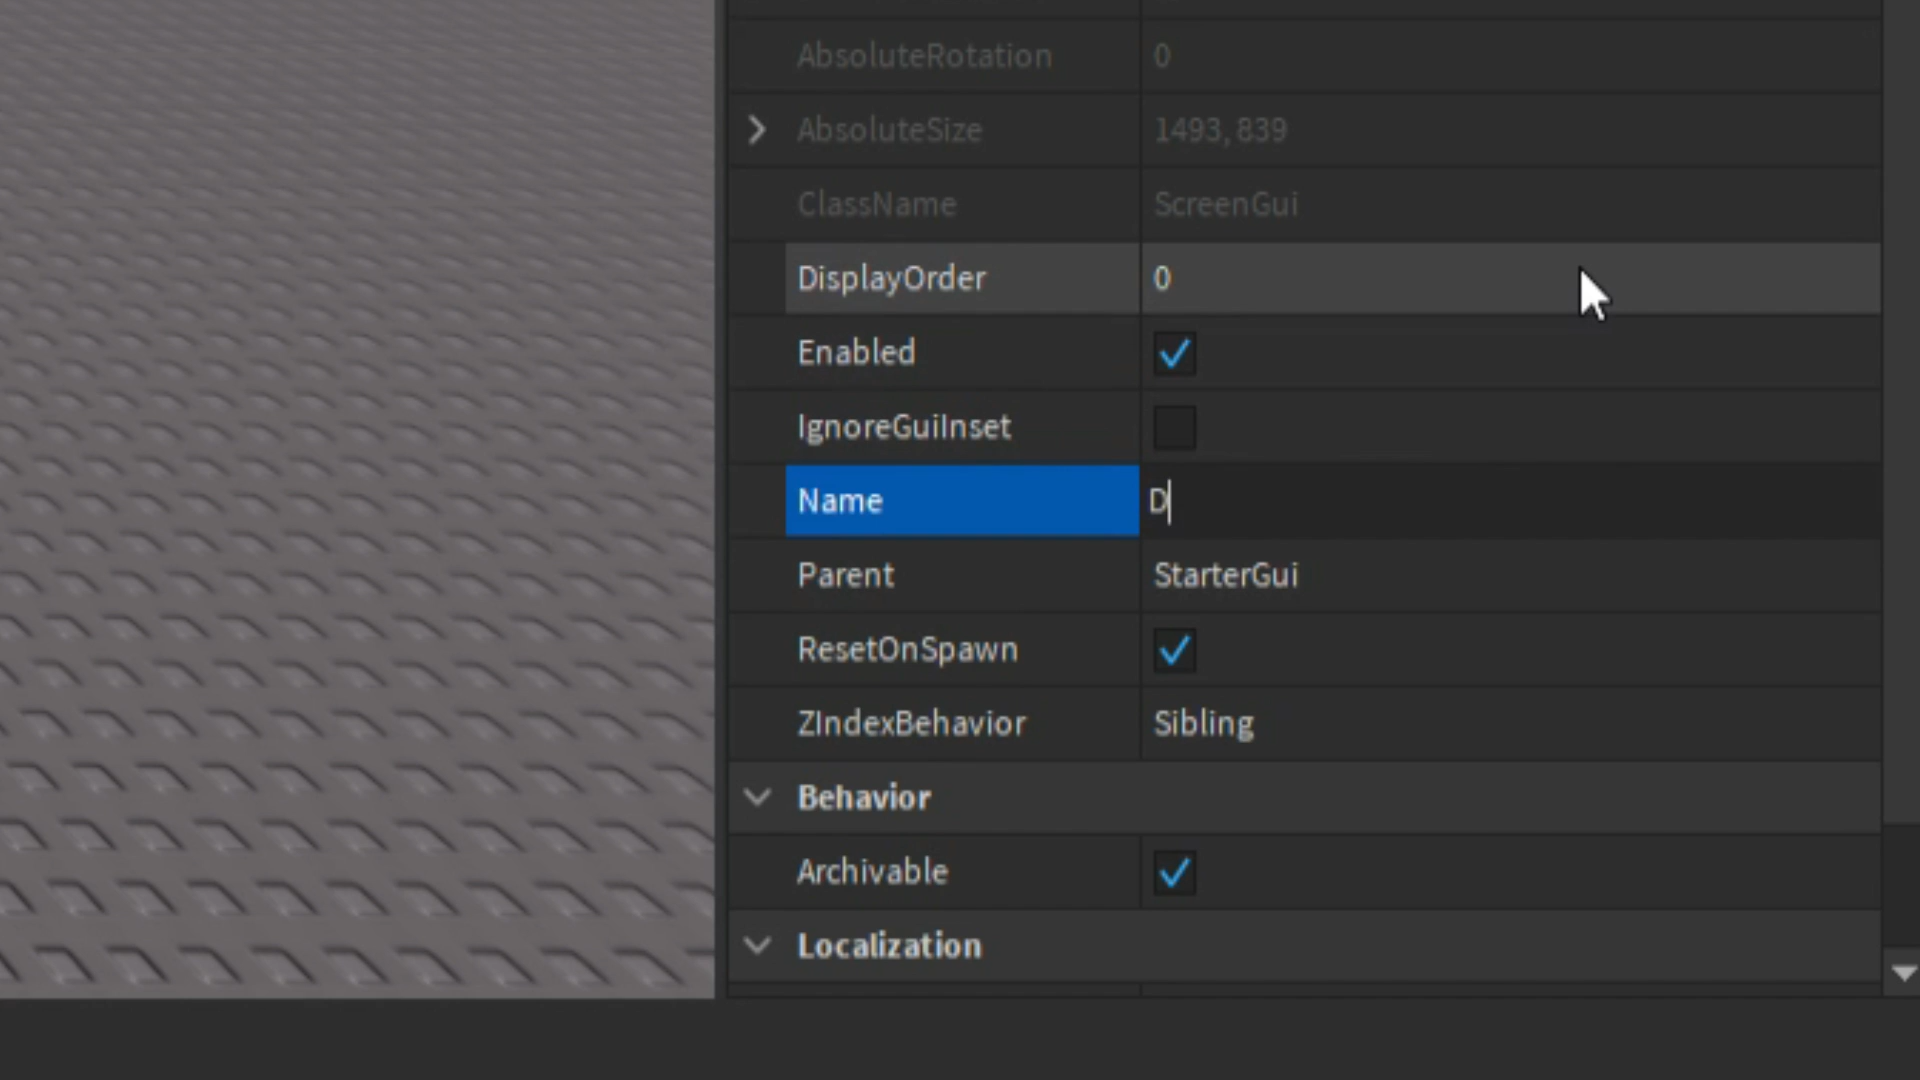 AbsoluteRotation 0
AbsoluteSize 1493, 839
ClassName ScreenGui
DisplayOrder 0
Enabled
IgnoreGuiInset
Name D
Parent StarterGui
ResetOnSpawn
ZIndexBehavior Sibling
Behavior
Archivable
Localization